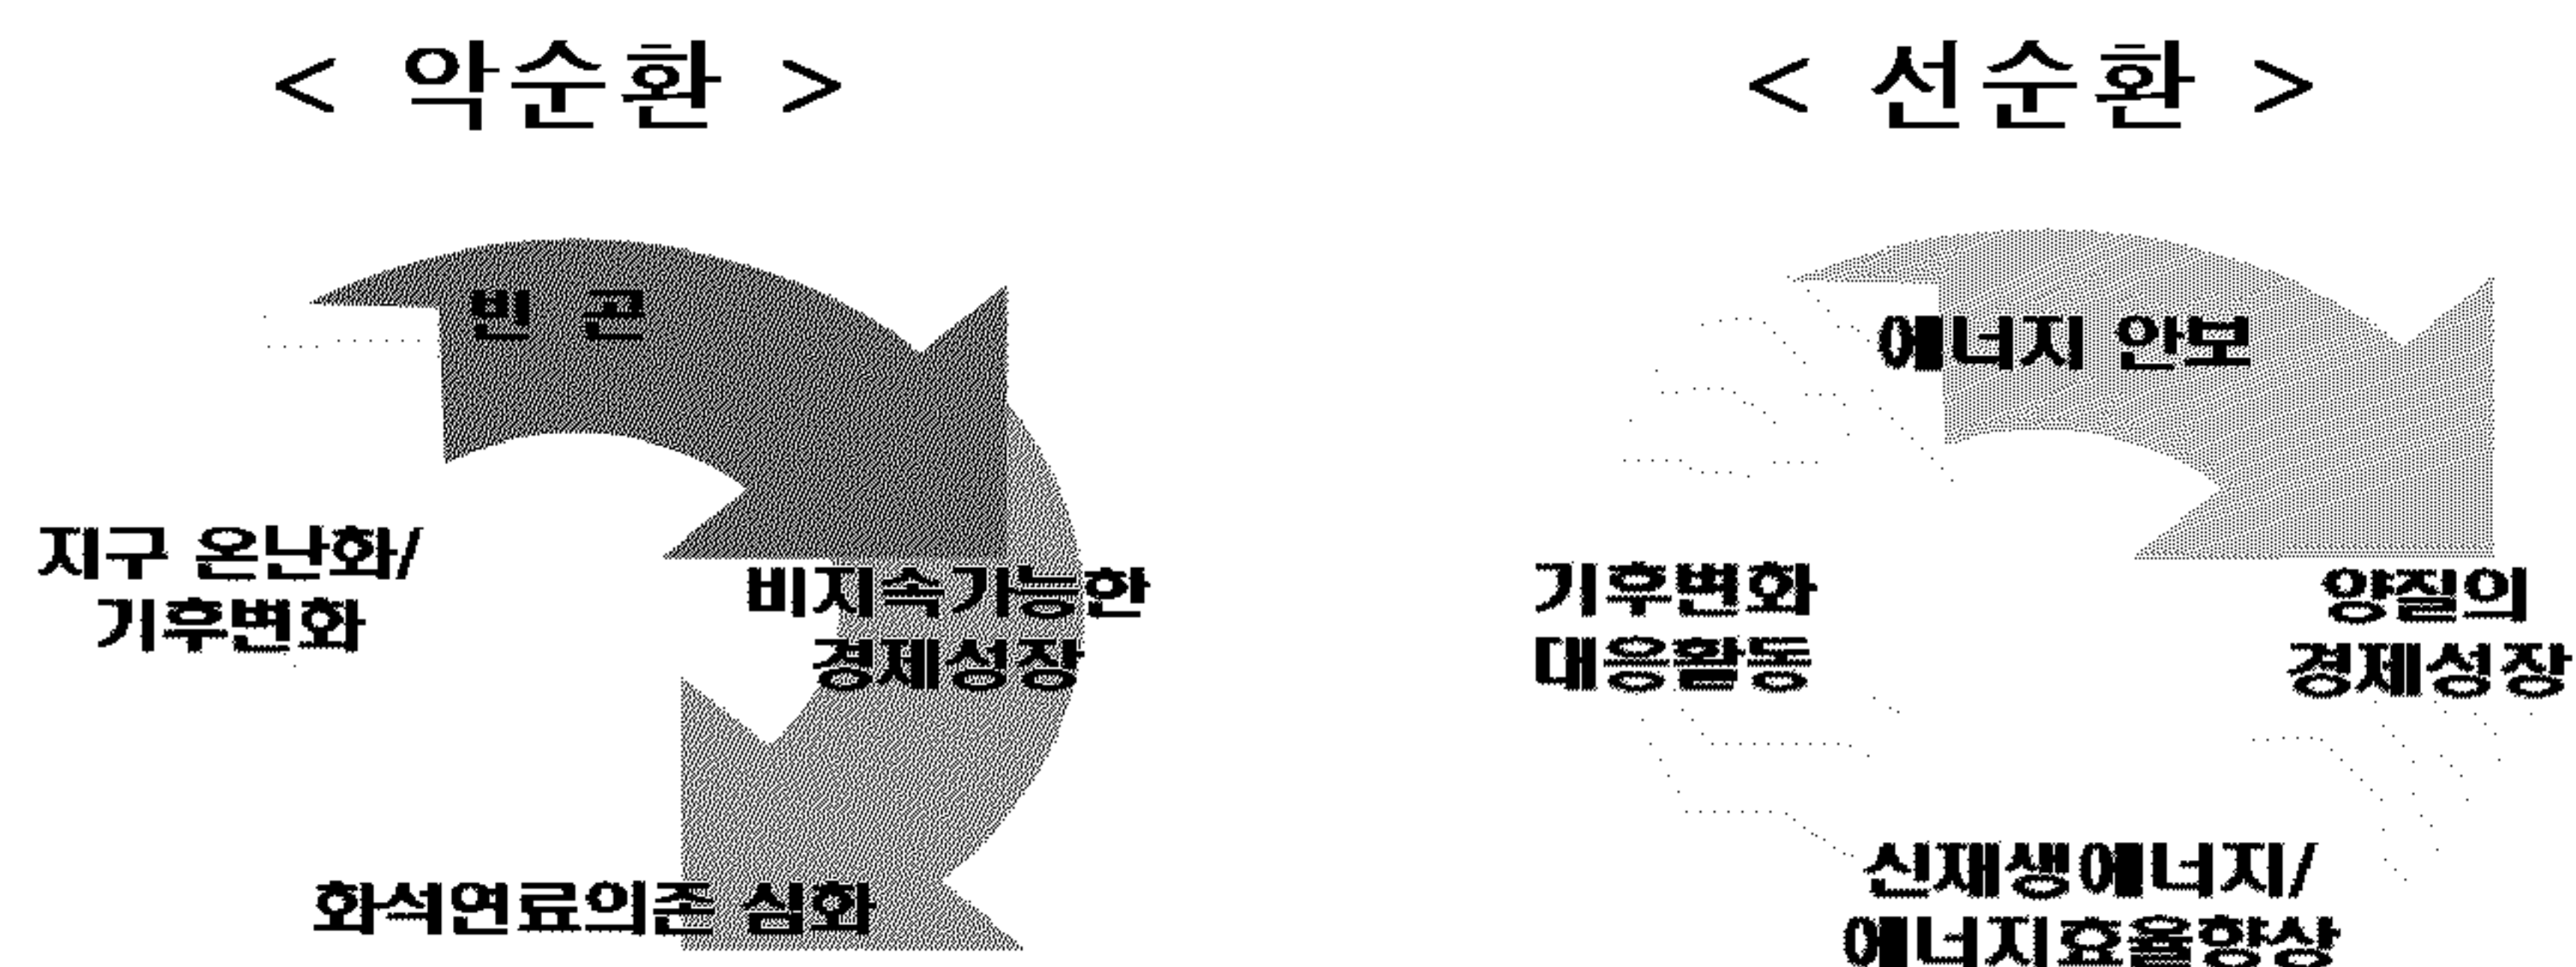 < 악순환 >
빈 곤
지구 온난화/
기후변화
비지속가능한
경제성장
화석연료의존 심화
< 선순환 >
에너지 안보
기후변화
대응활동
양질의
경제성장
신재생에너지/
에너지효율향상